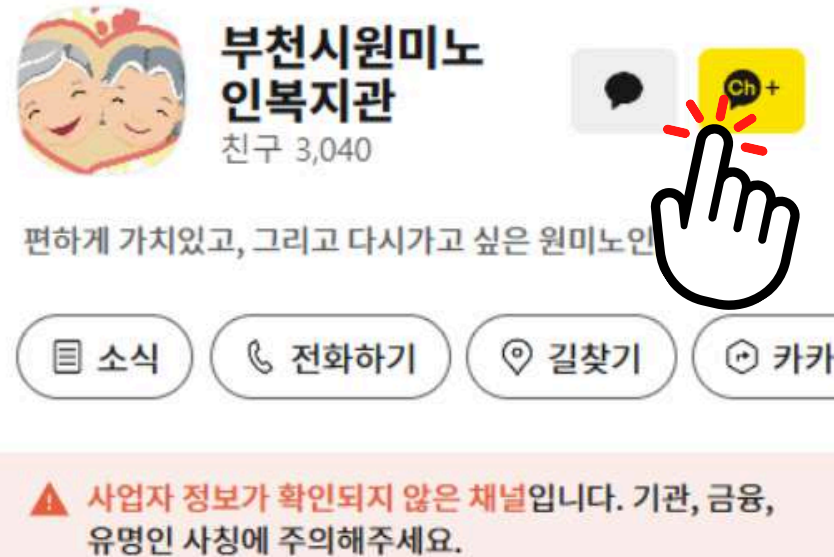 부천시원미노
인복지관
친구 3,040
Ch+
편하게 가치있고, 그리고 다시가고 싶은 원미노인
소식
전화하기
길찾기
카카
사업자 정보가 확인되지 않은 채널입니다. 기관, 금융,
유명인 사칭에 주의해주세요.